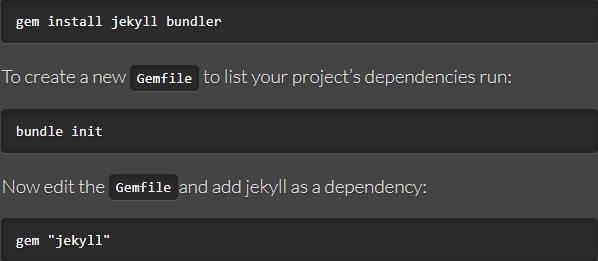 gem install jekyll bundler
To create a new Gemfile to list your project’s dependencies run:
bundle init
Now edit the Gemfile and add jekyll as a dependency:
gem "jekyll"